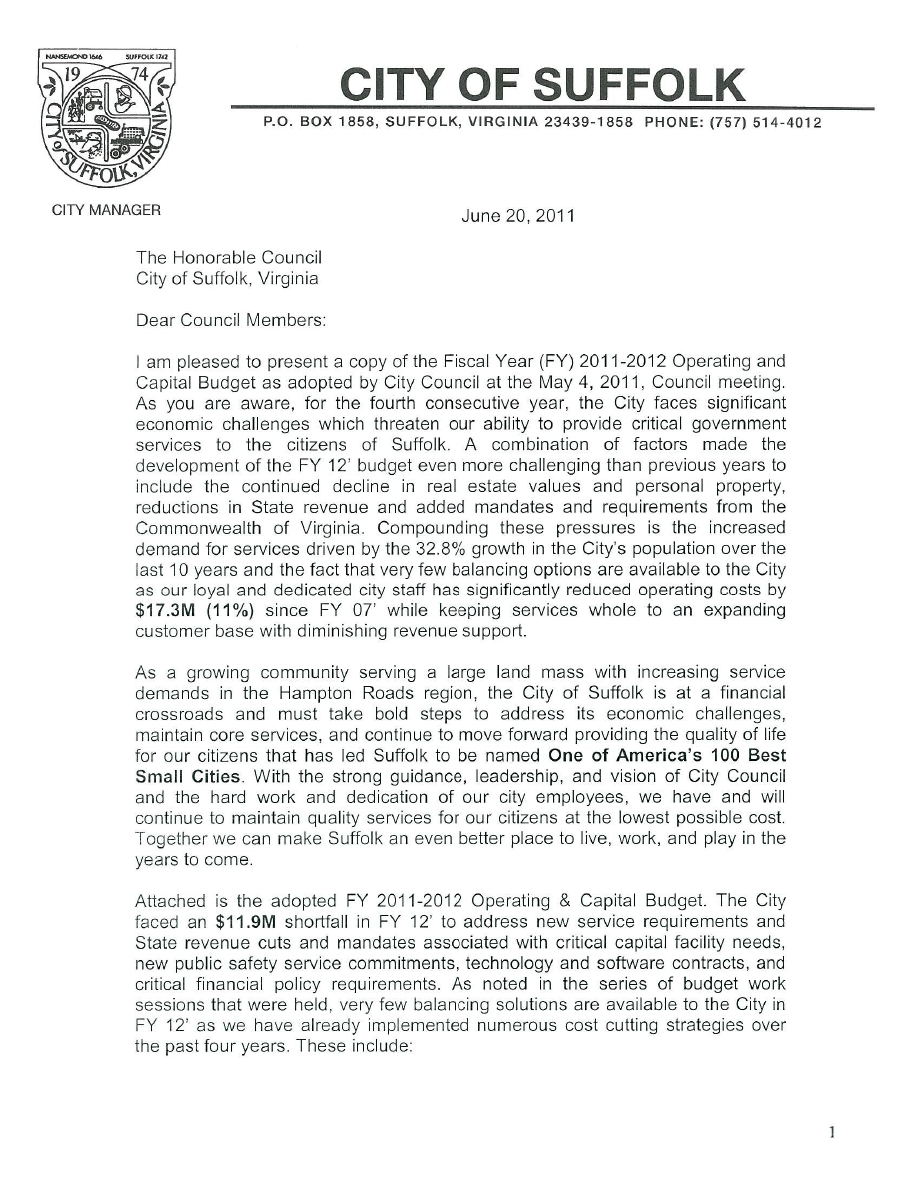 NANSEMOND 1646 SUFFOLK 1742
19 74
CITY of SUFFOLK, VIRGINIA
CITY OF SUFFOLK
P.O. BOX 1858, SUFFOLK, VIRGINIA 23439-1858 PHONE: (757) 514-4012
CITY MANAGER
June 20, 2011
The Honorable Council
City of Suffolk, Virginia
Dear Council Members:
I am pleased to present a copy of the Fiscal Year (FY) 2011-2012 Operating and
Capital Budget as adopted by City Council at the May 4, 2011, Council meeting.
As you are aware, for the fourth consecutive year, the City faces significant
economic challenges which threaten our ability to provide critical government
services to the citizens of Suffolk. A combination of factors made the
development of the FY 12' budget even more challenging than previous years to
include the continued decline in real estate values and personal property,
reductions in State revenue and added mandates and requirements from the
Commonwealth of Virginia. Compounding these pressures is the increased
demand for services driven by the 32.8% growth in the City's population over the
last 10 years and the fact that very few balancing options are available to the City
as our loyal and dedicated city staff has significantly reduced operating costs by
$17.3M (11%) since FY 07' while keeping services whole to an expanding
customer base with diminishing revenue support.
As a growing community serving a large land mass with increasing service
demands in the Hampton Roads region, the City of Suffolk is at a financial
crossroads and must take bold steps to address its economic challenges,
maintain core services, and continue to move forward providing the quality of life
for our citizens that has led Suffolk to be named One of America's 100 Best
Small Cities. With the strong guidance, leadership, and vision of City Council
and the hard work and dedication of our city employees, we have and will
continue to maintain quality services for our citizens at the lowest possible cost.
Together we can make Suffolk an even better place to live, work, and play in the
years to come.
Attached is the adopted FY 2011-2012 Operating & Capital Budget. The City
faced an $11.9M shortfall in FY 12' to address new service requirements and
State revenue cuts and mandates associated with critical capital facility needs,
new public safety service commitments, technology and software contracts, and
critical financial policy requirements. As noted in the series of budget work
sessions that were held, very few balancing solutions are available to the City in
FY 12' as we have already implemented numerous cost cutting strategies over
the past four years. These include:
1